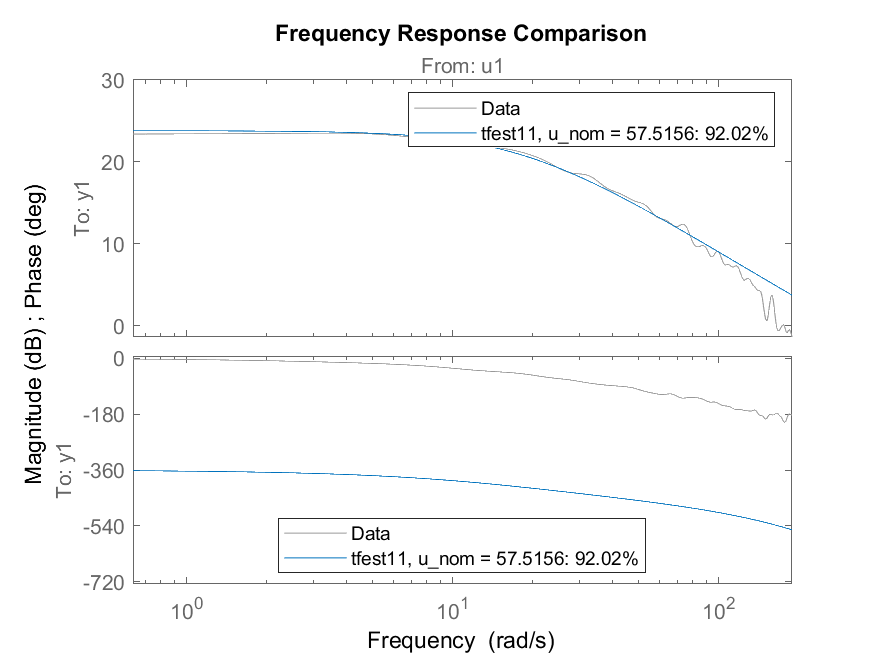 Frequency Response Comparison
From: u1
30
20
10
0
To: y1
Data
tfest11, u_nom = 57.5156: 92.02%
Magnitude (dB) ; Phase (deg)
0
-180
-360
-540
-720
To: y1
Data
tfest11, u_nom = 57.5156: 92.02%
10^0
10^1
10^2
Frequency (rad/s)